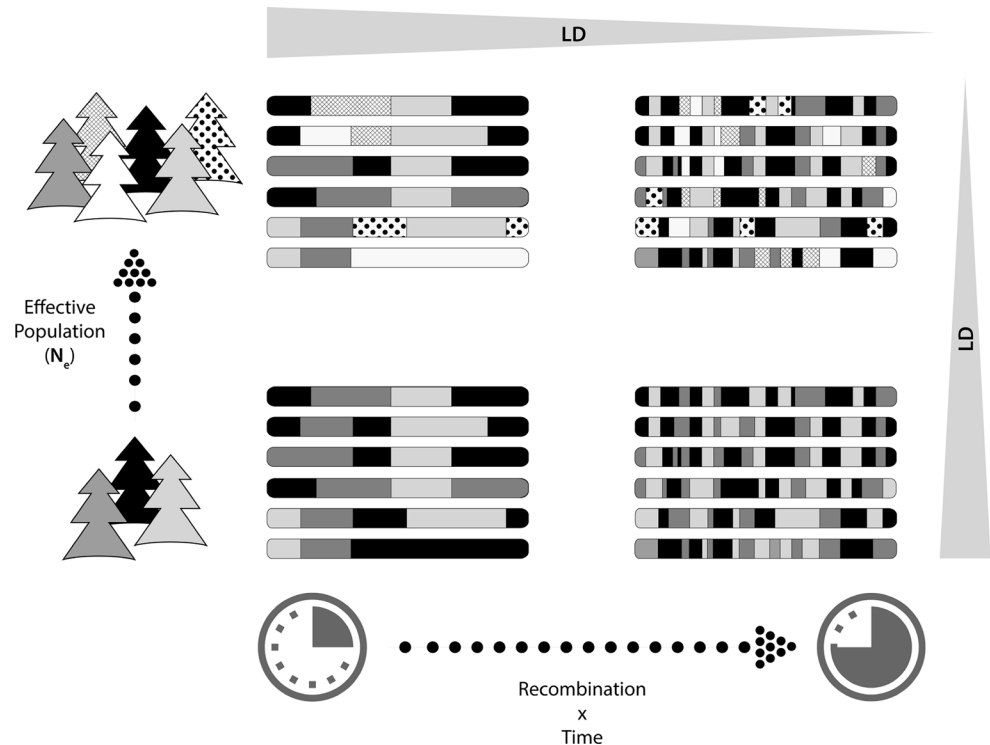 LD
Effective
Population
(Ne)
LD
Recombination
x
Time